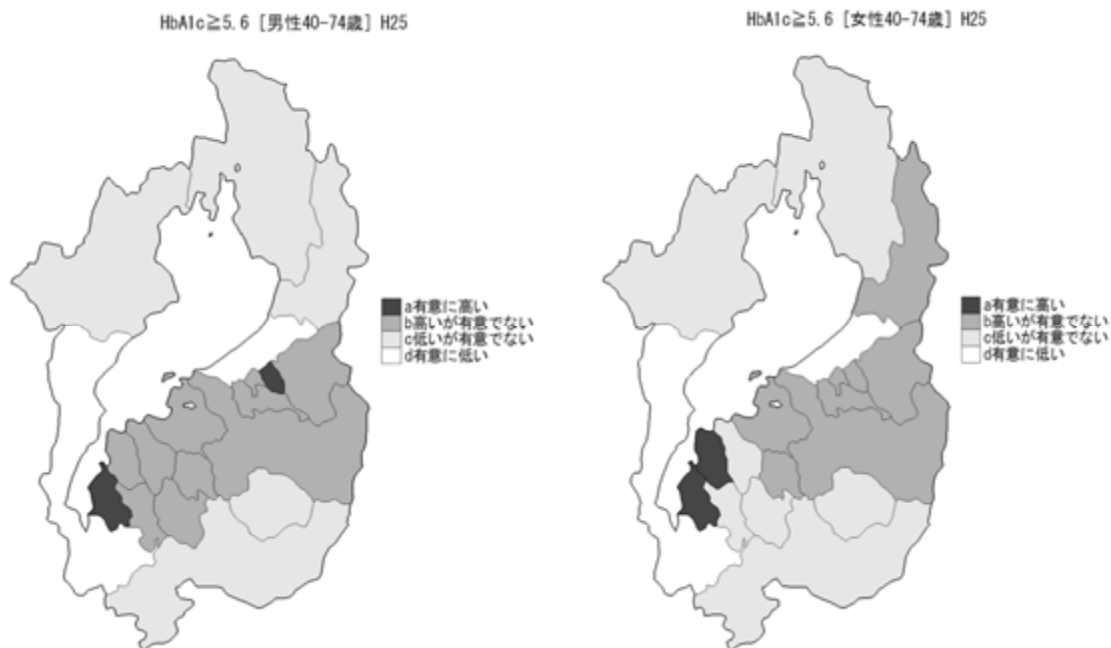 HbA1c≧5.6 [男性40-74歳] H25
a有意に高い
b高いが有意でない
c低いが有意でない
d有意に低い
HbA1c≧5.6 [女性40-74歳] H25
a有意に高い
b高いが有意でない
c低いが有意でない
d有意に低い